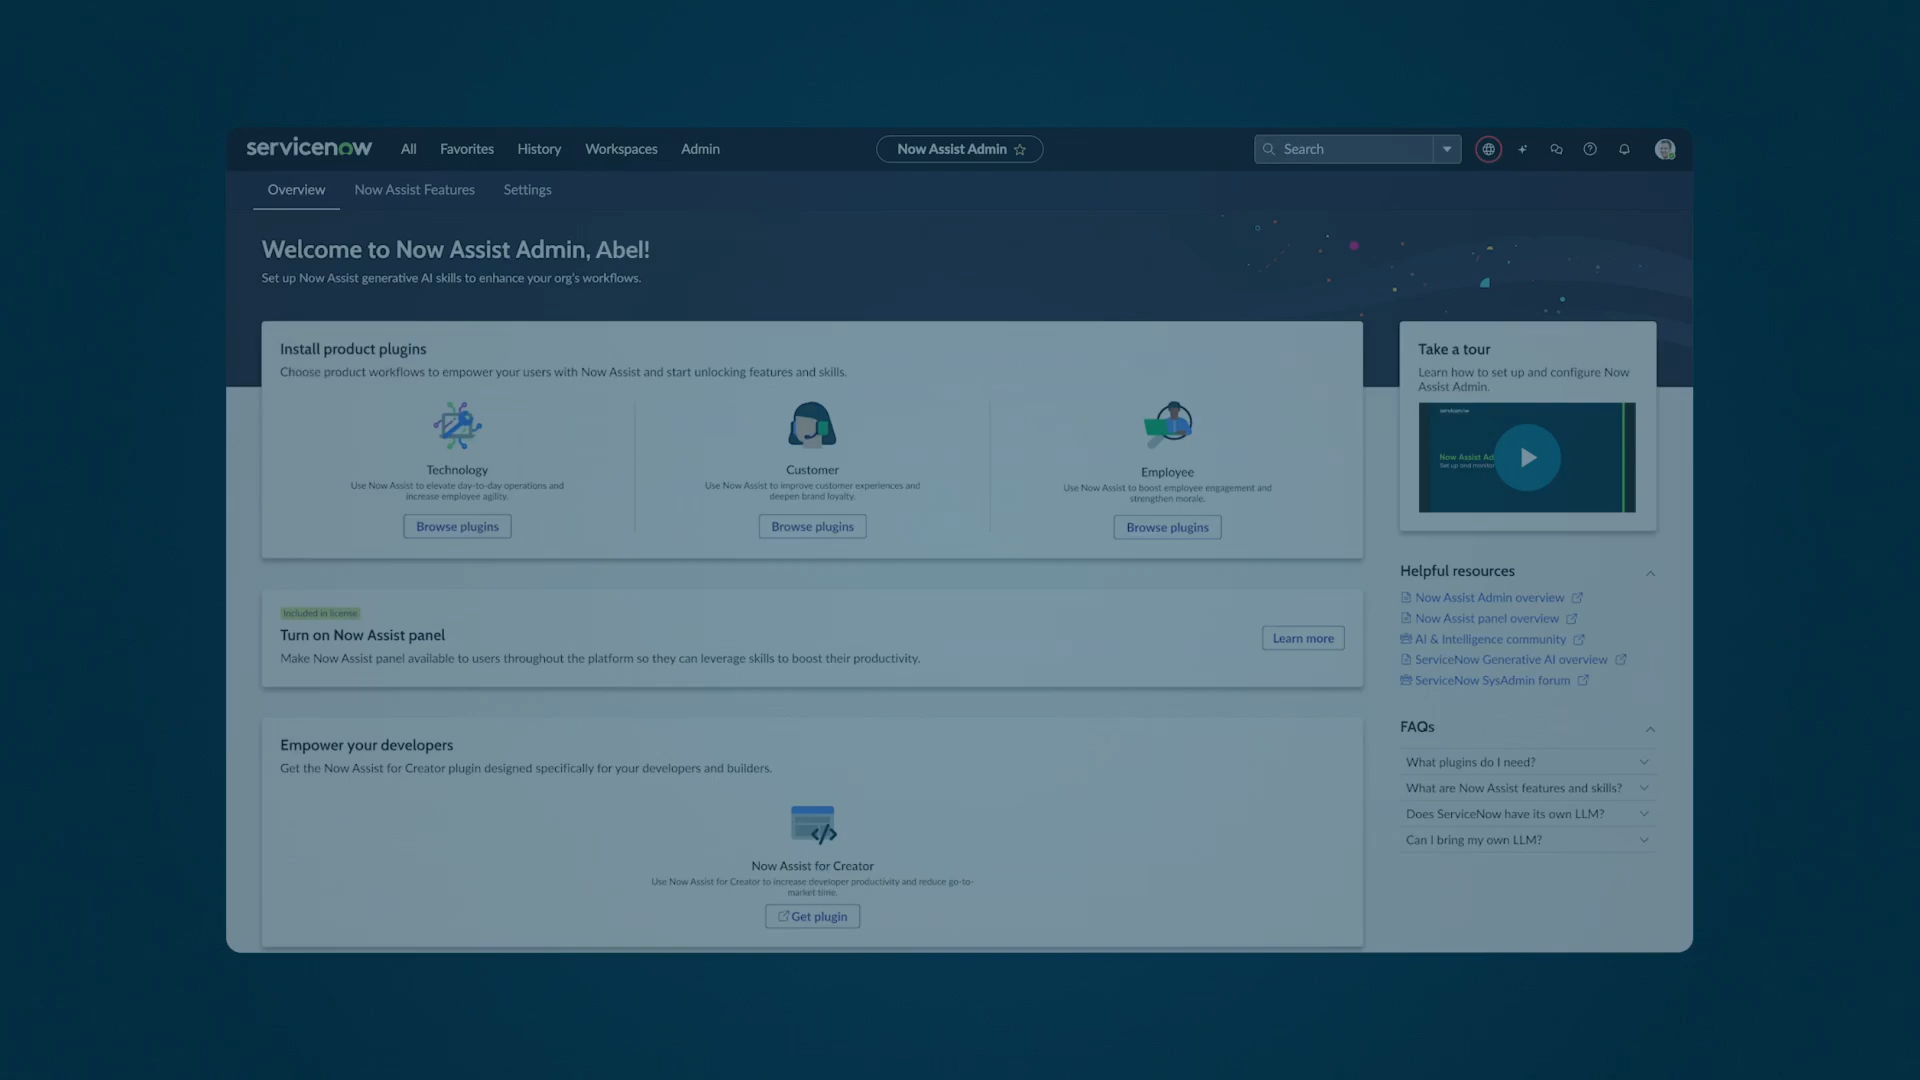 servicenow
All
Favorites
History
Workspaces
Admin
Now Assist Admin
Search
Overview
Now Assist Features
Settings
Welcome to Now Assist Admin, Abel!
Set up Now Assist generative AI skills to enhance your org's workflows.
Install product plugins
Choose product workflows to empower your users with Now Assist and start unlocking features and skills.
Technology
Use Now Assist to elevate day-to-day operations and
increase employee agility.
Browse plugins
Customer
Use Now Assist to improve customer experiences and
deepen brand loyalty.
Browse plugins
Employee
Use Now Assist to boost employee engagement and
strengthen morale.
Browse plugins
Included in license
Turn on Now Assist panel
Make Now Assist panel available to users throughout the platform so they can leverage skills to boost their productivity.
Learn more
Empower your developers
Get the Now Assist for Creator plugin designed specifically for your developers and builders.
Now Assist for Creator
Use Now Assist for Creator to increase developer productivity and reduce go-to-
market time.
Get plugin
Take a tour
Learn how to set up and configure Now
Assist Admin.
servicenow
Now Assist Ad
Set up and monitor
Helpful resources
Now Assist Admin overview
Now Assist panel overview
AI & Intelligence community
ServiceNow Generative AI overview
ServiceNow SysAdmin forum
FAQs
What plugins do I need?
What are Now Assist features and skills?
Does ServiceNow have its own LLM?
Can I bring my own LLM?